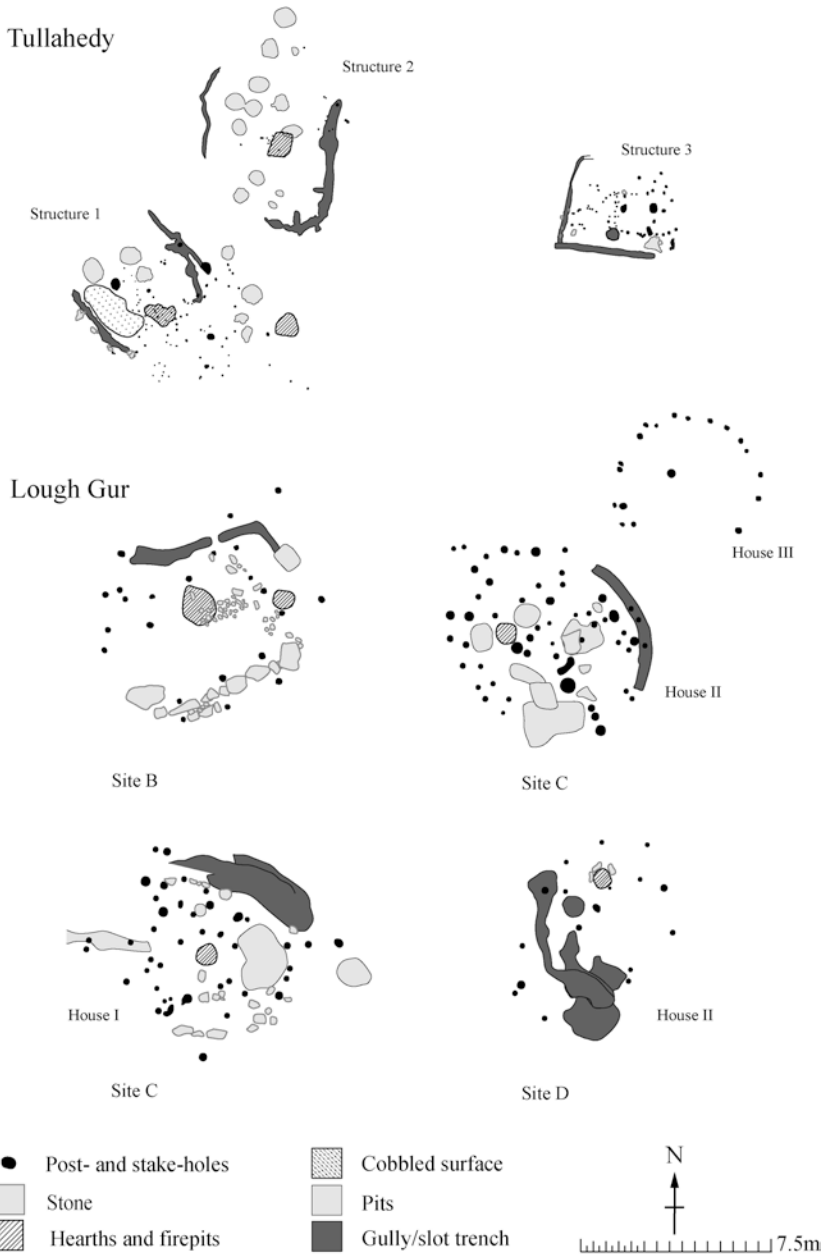 Tullahedy
Structure 2
Structure 3
Structure 1
Lough Gur
House III
House II
Site B
Site C
House I
House II
Site C
Site D
Post- and stake-holes
Cobbled surface
Stone
Pits
Hearths and firepits
Gully/slot trench
N
7.5m